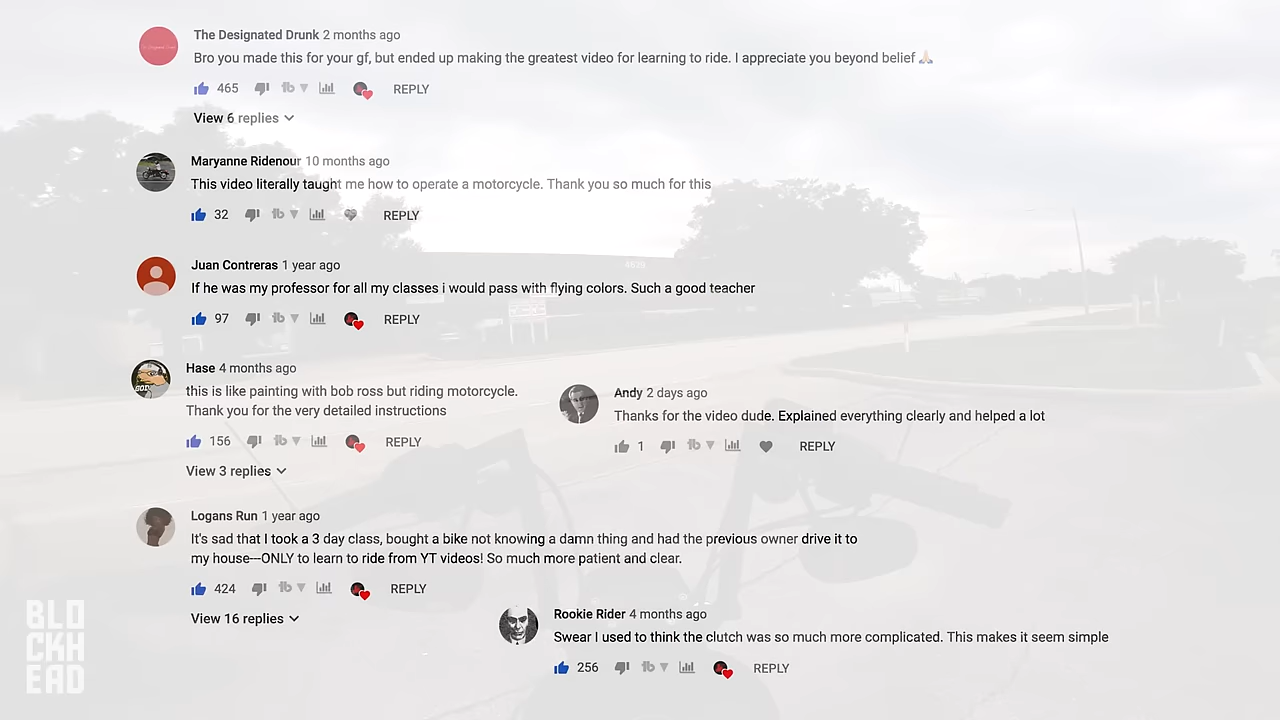 The Designated Drunk 2 months ago
Bro you made this for your gf, but ended up making the greatest video for learning to ride. I appreciate you beyond belief 🙏🏻
465 REPLY
View 6 replies
Maryanne Ridenour 10 months ago
This video literally taught me how to operate a motorcycle. Thank you so much for this
32 REPLY
4639
Juan Contreras 1 year ago
If he was my professor for all my classes i would pass with flying colors. Such a good teacher
97 REPLY
Hase 4 months ago
this is like painting with bob ross but riding motorcycle.
Thank you for the very detailed instructions
156 REPLY
View 3 replies
Andy 2 days ago
Thanks for the video dude. Explained everything clearly and helped a lot
1 REPLY
Logans Run 1 year ago
It's sad that I took a 3 day class, bought a bike not knowing a damn thing and had the previous owner drive it to
my house---ONLY to learn to ride from YT videos! So much more patient and clear.
424 REPLY
View 16 replies
Rookie Rider 4 months ago
Swear I used to think the clutch was so much more complicated. This makes it seem simple
256 REPLY
BLO
CKH
EAD